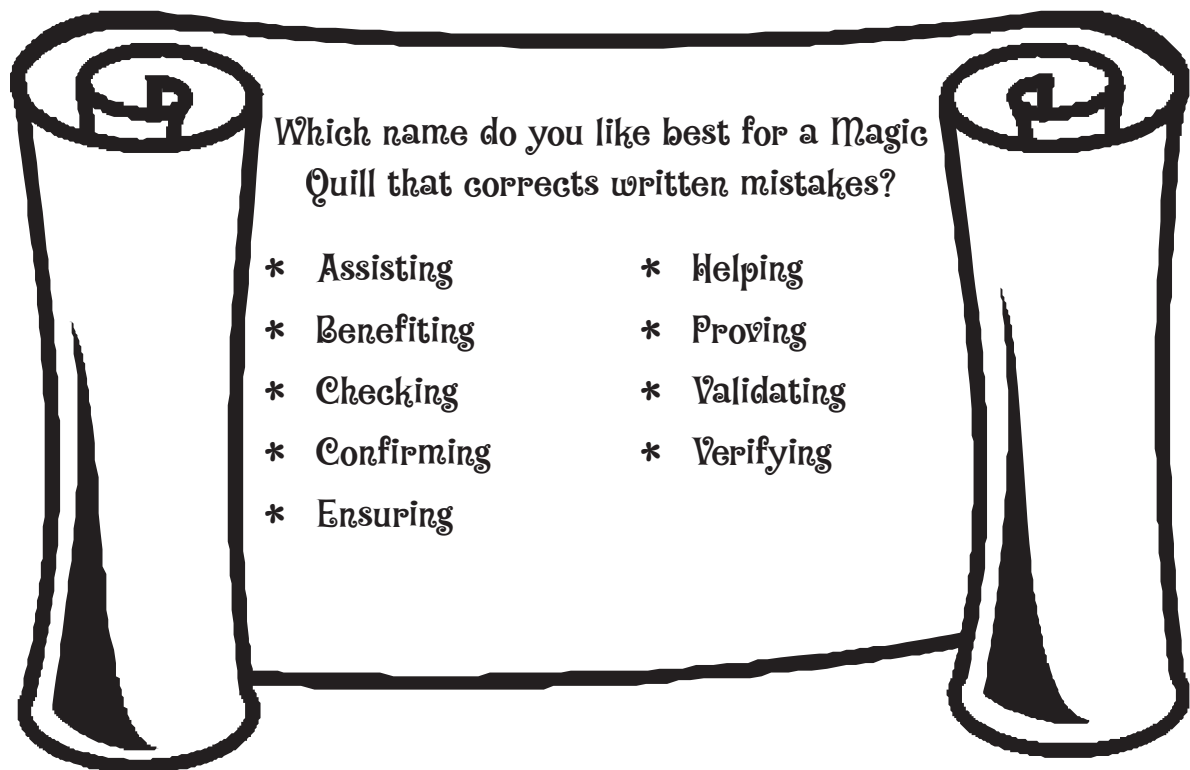 Which name do you like best for a Magic
Quill that corrects written mistakes?
* Assisting
* Benefiting
* Checking
* Confirming
* Ensuring
* Helping
* Proving
* Validating
* Verifying